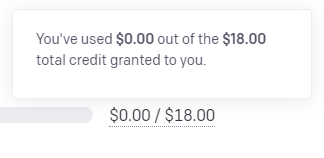 You've used $0.00 out of the $18.00
total credit granted to you.
$0.00 / $18.00